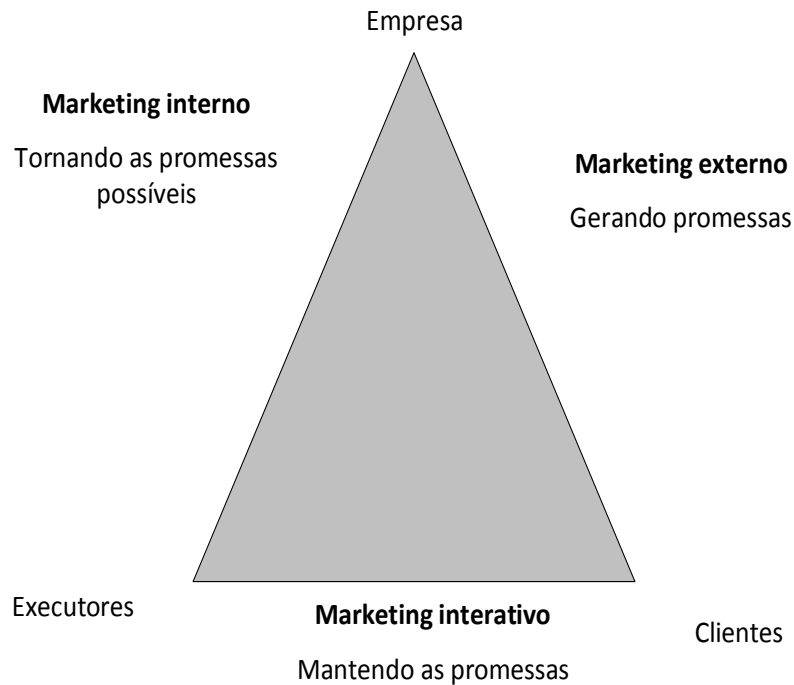 Empresa
Marketing interno
Tornando as promessas
possíveis
Marketing externo
Gerando promessas
Executores
Marketing interativo
Mantendo as promessas
Clientes